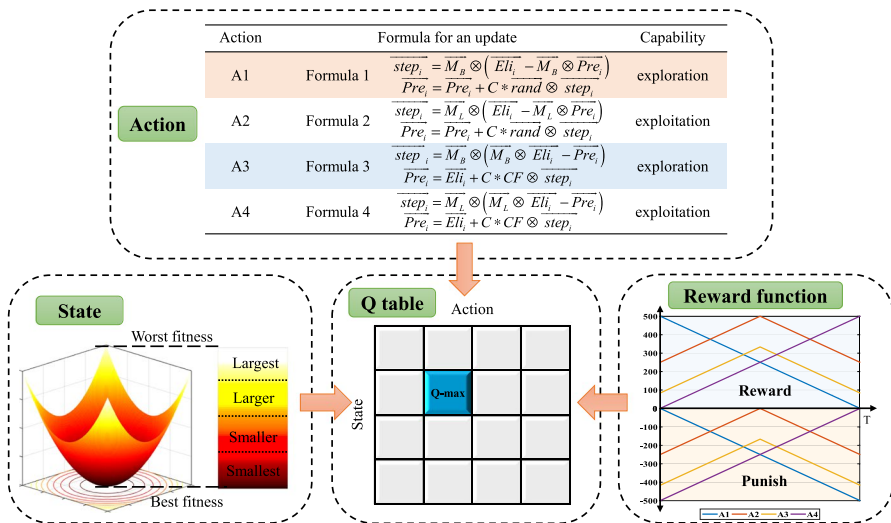 Action Formula for an update Capability
A1 Formula 1 step_i = M_B ⊗ ( Eli_i − M_B ⊗ Pre_i ) exploration
Pre_i = Pre_i + C * rand ⊗ step_i
A2 Formula 2 step_i = M_L ⊗ ( Eli_i − M_L ⊗ Pre_i ) exploitation
Pre_i = Pre_i + C * rand ⊗ step_i
A3 Formula 3 step_i = M_B ⊗ ( M_B ⊗ Eli_i − Pre_i ) exploration
Pre_i = Eli_i + C * CF ⊗ step_i
A4 Formula 4 step_i = M_L ⊗ ( M_L ⊗ Eli_i − Pre_i ) exploitation
Pre_i = Eli_i + C * CF ⊗ step_i
Action
State
Worst fitness
Largest
Larger
Smaller
Smallest
Best fitness
Q table
Action
State
Q-max
Reward function
500
400
300
200
100
0
-100
-200
-300
-400
-500
Reward
T
Punish
A1 A2 A3 A4